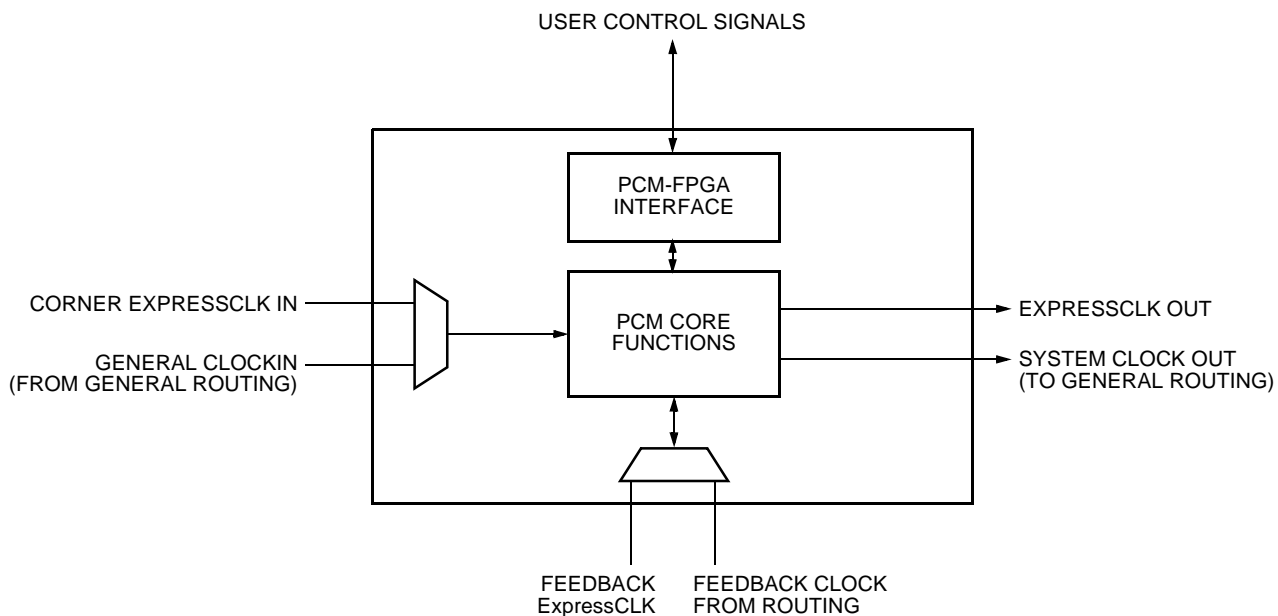 USER CONTROL SIGNALS
PCM-FPGA
INTERFACE
CORNER EXPRESSCLK IN
GENERAL CLOCKIN
(FROM GENERAL ROUTING)
PCM CORE
FUNCTIONS
EXPRESSCLK OUT
SYSTEM CLOCK OUT
(TO GENERAL ROUTING)
FEEDBACK
ExpressCLK
FEEDBACK CLOCK
FROM ROUTING